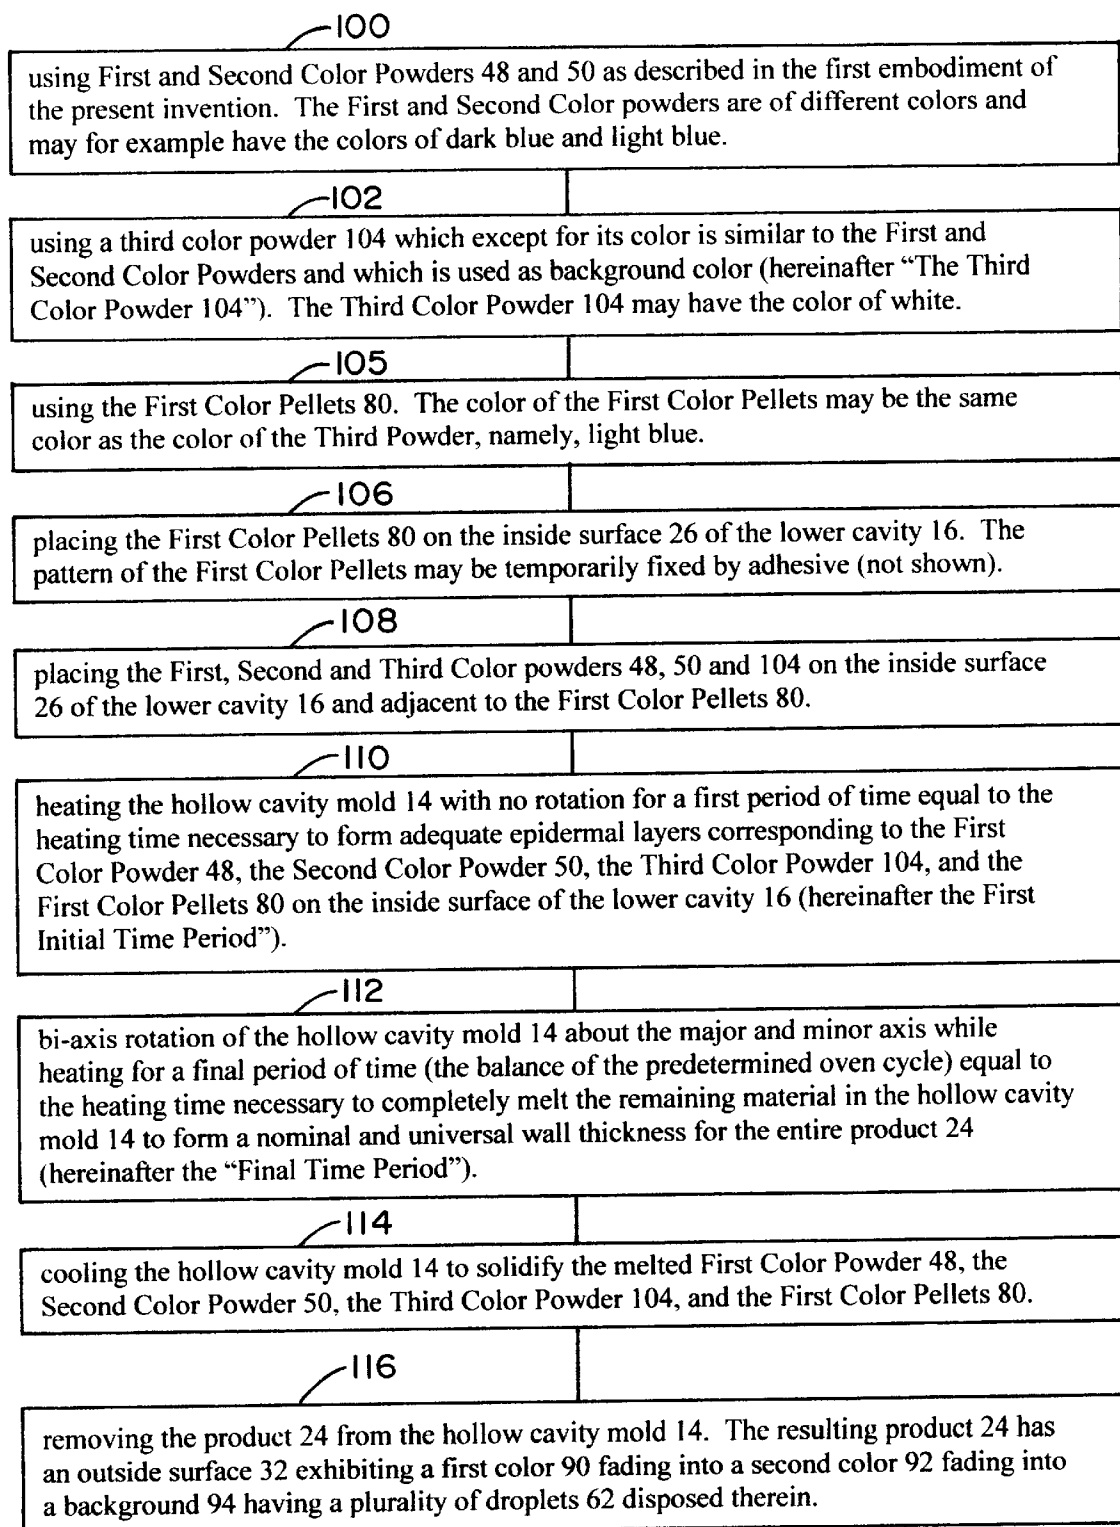 100
using First and Second Color Powders 48 and 50 as described in the first embodiment of
the present invention. The First and Second Color powders are of different colors and
may for example have the colors of dark blue and light blue.
102
using a third color powder 104 which except for its color is similar to the First and
Second Color Powders and which is used as background color (hereinafter “The Third
Color Powder 104”). The Third Color Powder 104 may have the color of white.
105
using the First Color Pellets 80. The color of the First Color Pellets may be the same
color as the color of the Third Powder, namely, light blue.
106
placing the First Color Pellets 80 on the inside surface 26 of the lower cavity 16. The
pattern of the First Color Pellets may be temporarily fixed by adhesive (not shown).
108
placing the First, Second and Third Color powders 48, 50 and 104 on the inside surface
26 of the lower cavity 16 and adjacent to the First Color Pellets 80.
110
heating the hollow cavity mold 14 with no rotation for a first period of time equal to the
heating time necessary to form adequate epidermal layers corresponding to the First
Color Powder 48, the Second Color Powder 50, the Third Color Powder 104, and the
First Color Pellets 80 on the inside surface of the lower cavity 16 (hereinafter the First
Initial Time Period”).
112
bi-axis rotation of the hollow cavity mold 14 about the major and minor axis while
heating for a final period of time (the balance of the predetermined oven cycle) equal to
the heating time necessary to completely melt the remaining material in the hollow cavity
mold 14 to form a nominal and universal wall thickness for the entire product 24
(hereinafter the “Final Time Period”).
114
cooling the hollow cavity mold 14 to solidify the melted First Color Powder 48, the
Second Color Powder 50, the Third Color Powder 104, and the First Color Pellets 80.
116
removing the product 24 from the hollow cavity mold 14. The resulting product 24 has
an outside surface 32 exhibiting a first color 90 fading into a second color 92 fading into
a background 94 having a plurality of droplets 62 disposed therein.